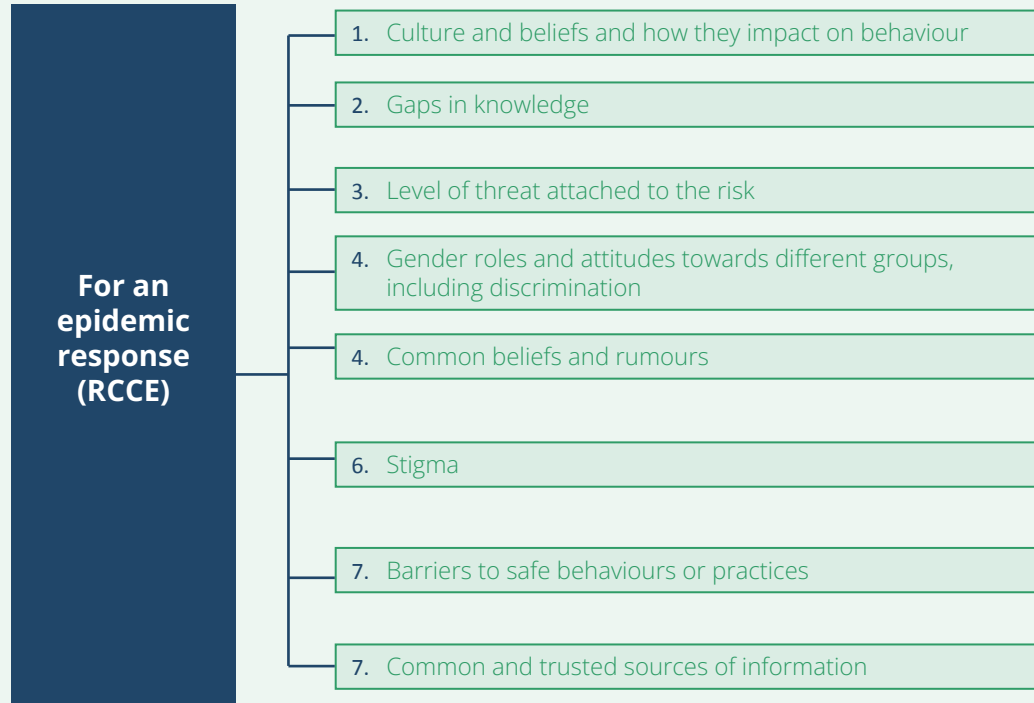 For an
epidemic
response
(RCCE)
1. Culture and beliefs and how they impact on behaviour
2. Gaps in knowledge
3. Level of threat attached to the risk
4. Gender roles and attitudes towards different groups,
including discrimination
4. Common beliefs and rumours
6. Stigma
7. Barriers to safe behaviours or practices
7. Common and trusted sources of information